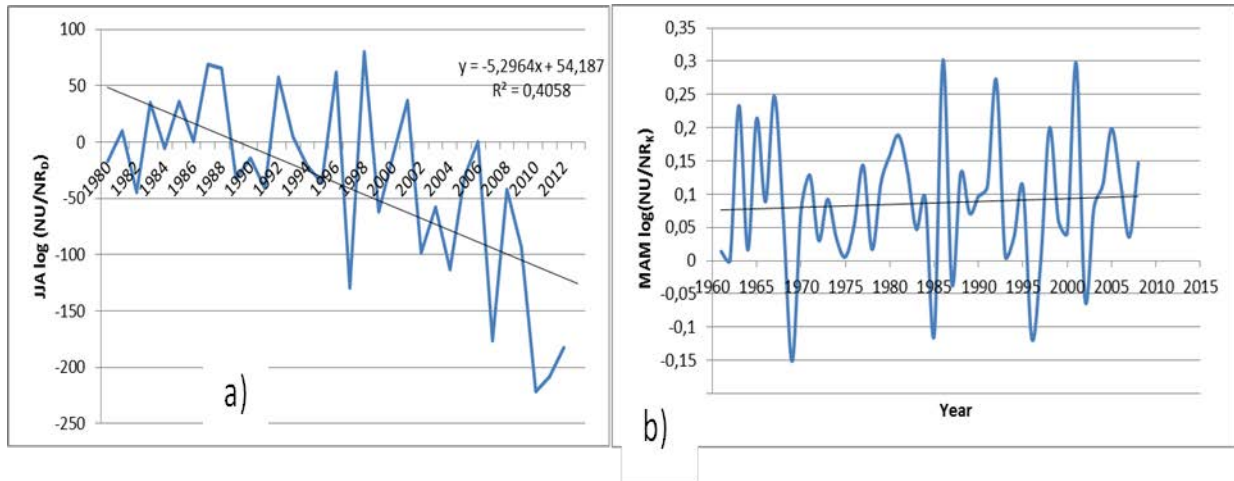 100
50
0
-50
-100
-150
-200
-250
JJA log (NU/NRD)
y = -5,2964x + 54,187
R² = 0,4058
1980 1982 1984 1986 1988 1990 1992 1994 1996 1998 2000 2002 2004 2006 2008 2010 2012
a)
0,35
0,3
0,25
0,2
0,15
0,1
0,05
0
-0,05
-0,1
-0,15
MAM log(NU/NRK)
1960 1965 1970 1975 1980 1985 1990 1995 2000 2005 2010 2015
Year
b)